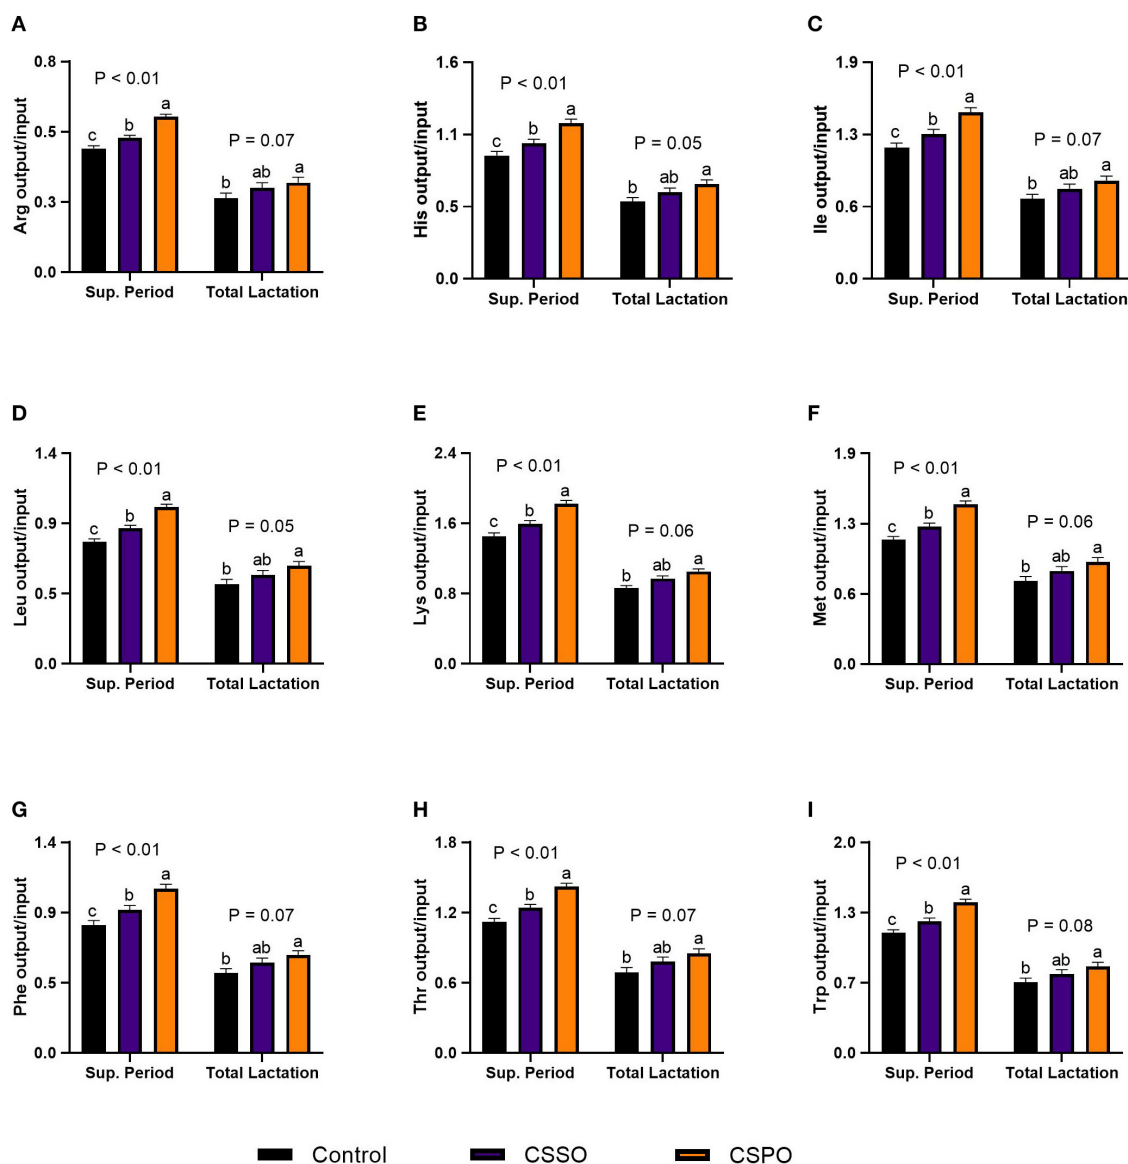 A
Arg output/input
0.8
0.5
0.3
0.0
P < 0.01
c b a
P = 0.07
b ab a
Sup. Period Total Lactation
B
His output/input
1.6
1.1
0.5
0.0
P < 0.01
c b a
P = 0.05
b ab a
Sup. Period Total Lactation
C
Ile output/input
1.9
1.3
0.6
0.0
P < 0.01
c b a
P = 0.07
b ab a
Sup. Period Total Lactation
D
Leu output/input
1.4
0.9
0.5
0.0
P < 0.01
c b a
P = 0.05
b ab a
Sup. Period Total Lactation
E
Lys output/input
2.4
1.6
0.8
0.0
P < 0.01
c b a
P = 0.06
b ab a
Sup. Period Total Lactation
F
Met output/input
1.9
1.3
0.6
0.0
P < 0.01
c b a
P = 0.06
b ab a
Sup. Period Total Lactation
G
Phe output/input
1.4
0.9
0.5
0.0
P < 0.01
c b a
P = 0.07
b ab a
Sup. Period Total Lactation
H
Thr output/input
1.8
1.2
0.6
0.0
P < 0.01
c b a
P = 0.07
b ab a
Sup. Period Total Lactation
I
Trp output/input
2.0
1.3
0.7
0.0
P < 0.01
c b a
P = 0.08
b ab a
Sup. Period Total Lactation
Control CSSO CSPO